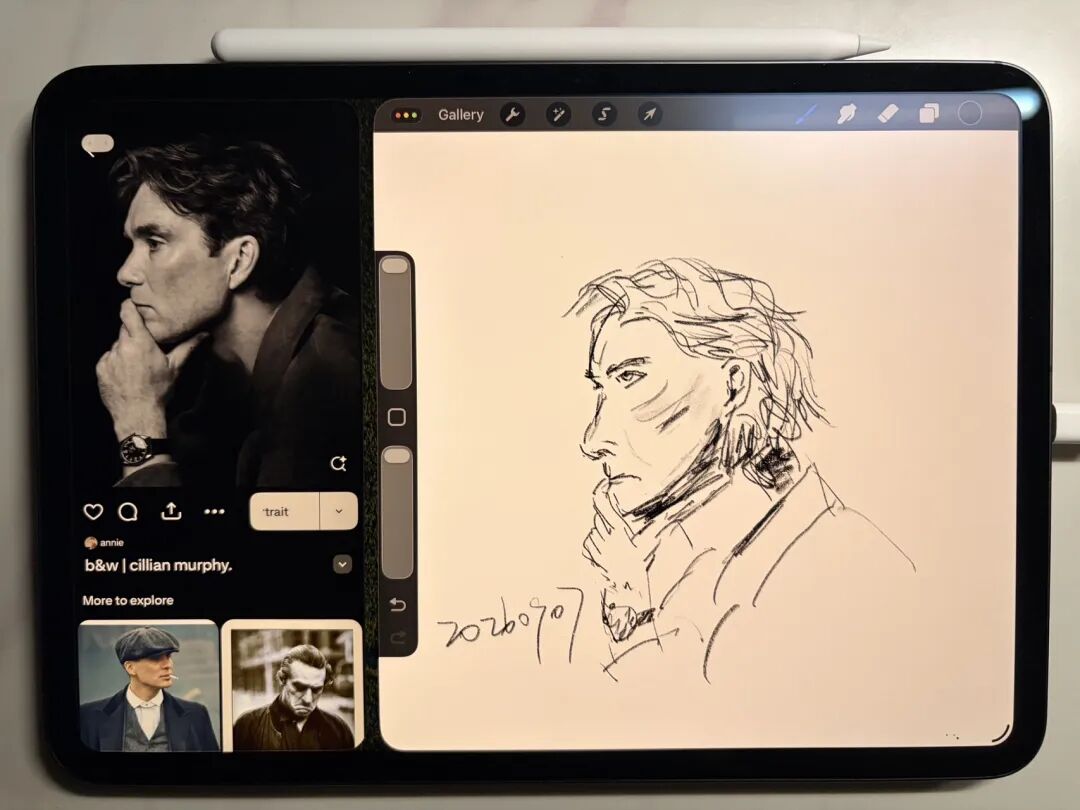 Gallery
trait
annie
b&w | cillian murphy.
More to explore
20260907